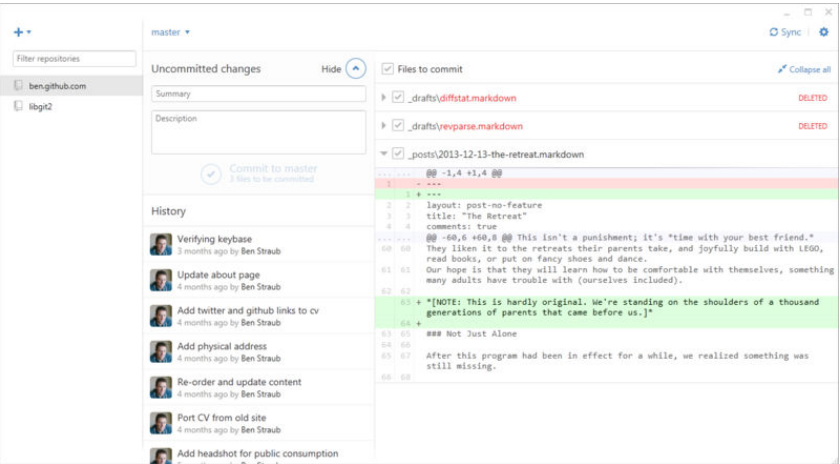 master
Sync
Filter repositories
ben.github.com
libgit2
Uncommitted changes
Hide
Summary
Description
Commit to master
3 files to be committed
History
Verifying keybase
3 months ago by Ben Straub
Update about page
4 months ago by Ben Straub
Add twitter and github links to cv
4 months ago by Ben Straub
Add physical address
4 months ago by Ben Straub
Re-order and update content
4 months ago by Ben Straub
Port CV from old site
4 months ago by Ben Straub
Add headshot for public consumption
Files to commit
Collapse all
_drafts\diffstat.markdown
DELETED
_drafts\revparse.markdown
DELETED
_posts\2013-12-13-the-retreat.markdown
... ... @@ -1,4 +1,4 @@
1 - ---
1 + ---
2 2 layout: post-no-feature
3 3 title: "The Retreat"
4 4 comments: true
... ... @@ -60,6 +60,8 @@ This isn't a punishment; it's *time with your best friend.*
60 60 They liken it to the retreats their parents take, and joyfully build with LEGO,
read books, or put on fancy shoes and dance.
61 61 Our hope is that they will learn how to be comfortable with themselves, something
many adults have trouble with (ourselves included).
62 62
63 + *[NOTE: This is hardly original. We're standing on the shoulders of a thousand
generations of parents that came before us.]*
64 +
63 65 ### Not Just Alone
64 66
65 67 After this program had been in effect for a while, we realized something was
still missing.
66 68